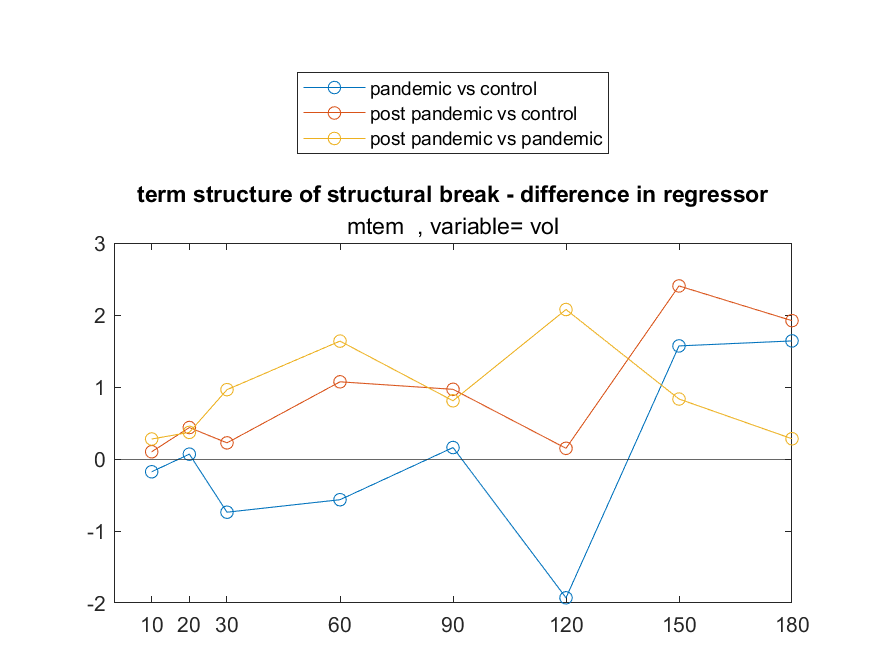 pandemic vs control
post pandemic vs control
post pandemic vs pandemic
term structure of structural break - difference in regressor
mtem , variable= vol
3
2
1
0
-1
-2
10 20 30 60 90 120 150 180